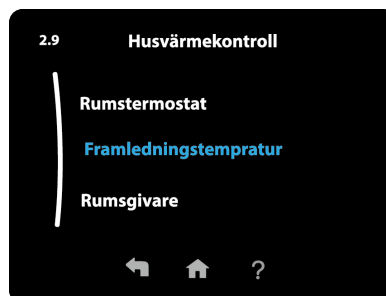 2.9 Husvärmekontroll
Rumstermostat
Framledningstempratur
Rumsgivare
?